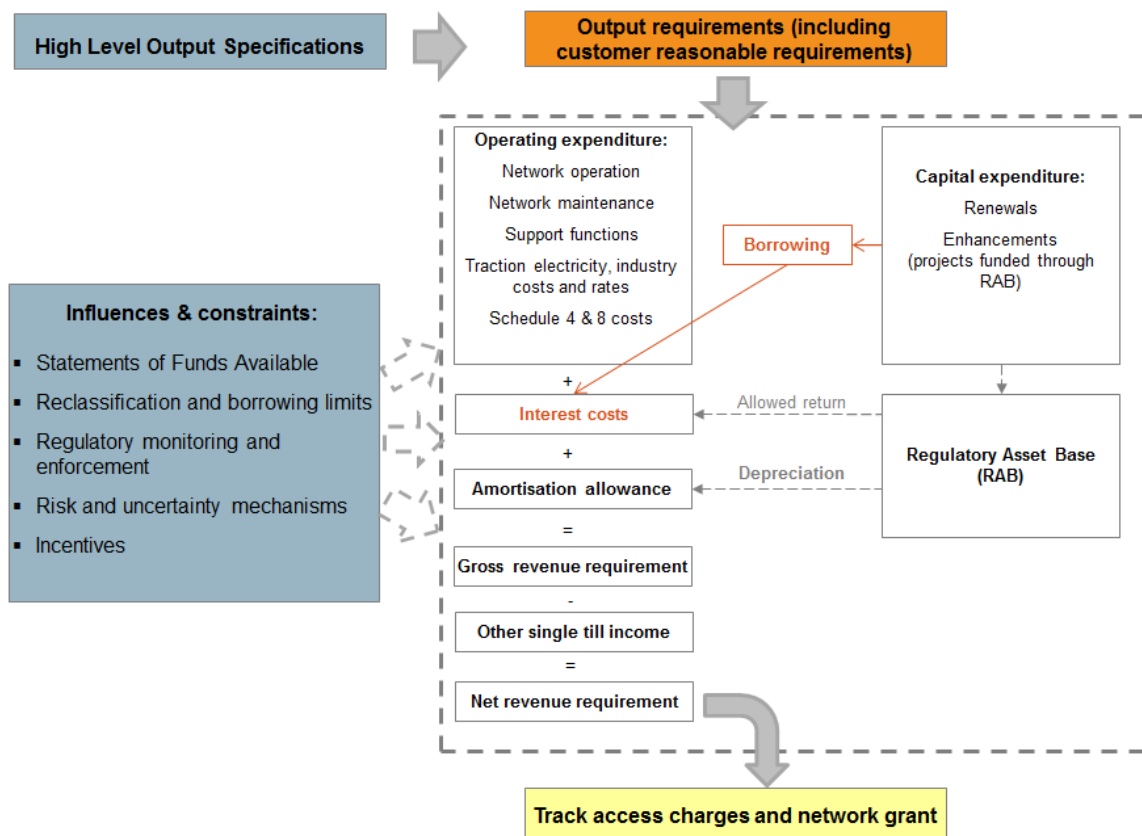 High Level Output Specifications
Output requirements (including
customer reasonable requirements)
Operating expenditure:
Network operation
Network maintenance
Support functions
Traction electricity, industry
costs and rates
Schedule 4 & 8 costs
Borrowing
Capital expenditure:
Renewals
Enhancements
(projects funded through
RAB)
Influences & constraints:
▪ Statements of Funds Available
▪ Reclassification and borrowing limits
▪ Regulatory monitoring and
enforcement
▪ Risk and uncertainty mechanisms
▪ Incentives
+
Interest costs
Allowed return
+
Amortisation allowance
Depreciation
Regulatory Asset Base
(RAB)
=
Gross revenue requirement
-
Other single till income
=
Net revenue requirement
Track access charges and network grant